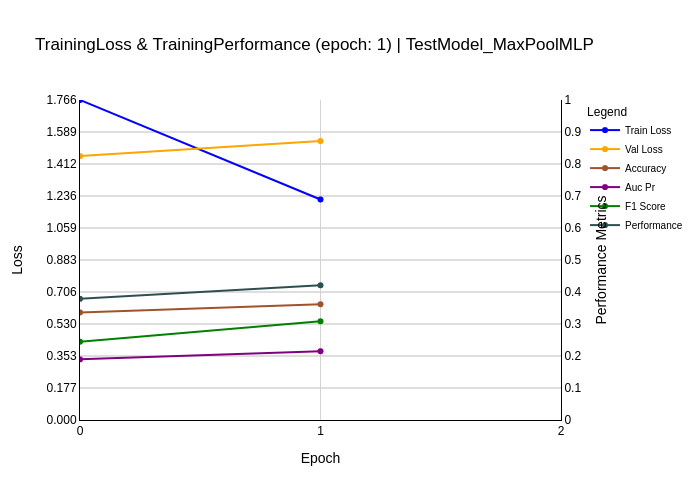 TrainingLoss & TrainingPerformance (epoch: 1) | TestModel_MaxPoolMLP
1.766
1.589
1.412
1.236
1.059
0.883
0.706
0.530
0.353
0.177
0.000
Loss
0
1
2
Epoch
1
0.9
0.8
0.7
0.6
0.5
0.4
0.3
0.2
0.1
0
Performance Metrics
Legend
Train Loss
Val Loss
Accuracy
Auc Pr
F1 Score
Performance